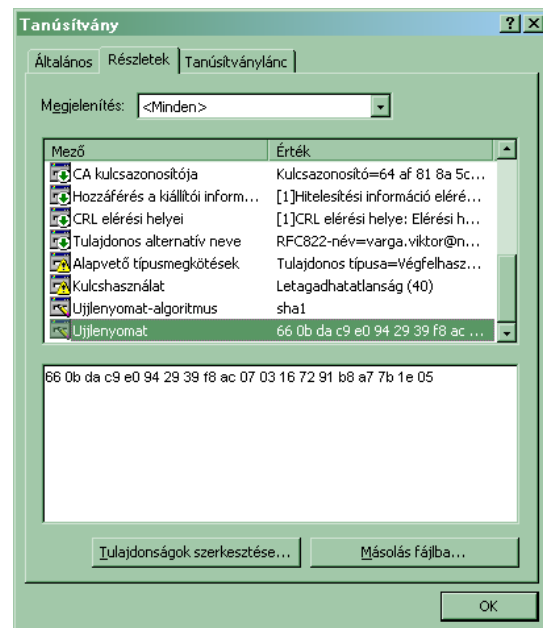 Tanúsítvány
Általános Részletek Tanúsítványlánc
Megjelenítés: <Minden>
Mező Érték
CA kulcsazonosítója Kulcsazonosító=64 af 81 8a 5c...
Hozzáférés a kiállítói inform... [1]Hitelesítési információ eléré...
CRL elérési helyei [1]CRL elérési helye: Elérési h...
Tulajdonos alternatív neve RFC822-név=varga.viktor@n...
Alapvető típusmegkötések Tulajdonos típusa=Végfelhasz...
Kulcshasználat Letagadhatatlanság (40)
Ujjlenyomat-algoritmus sha1
Ujjlenyomat 66 0b da c9 e0 94 29 39 f8 ac ...
66 0b da c9 e0 94 29 39 f8 ac 07 03 16 72 91 b8 a7 7b 1e 05
Tulajdonságok szerkesztése... Másolás fájlba...
OK